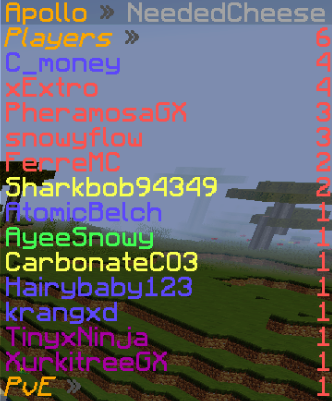 Apollo » NeededCheese
Players » 6
C_money 4
xExtro 4
PheramosaGX 3
snowyflow 3
FerreMC 2
Sharkbob94349 2
AtomicBelch 1
AyeeSnowy 1
CarbonateCO3 1
Hairybaby123 1
krangxd 1
TinyxNinja 1
XurkitreeGX 1
PvE » 1